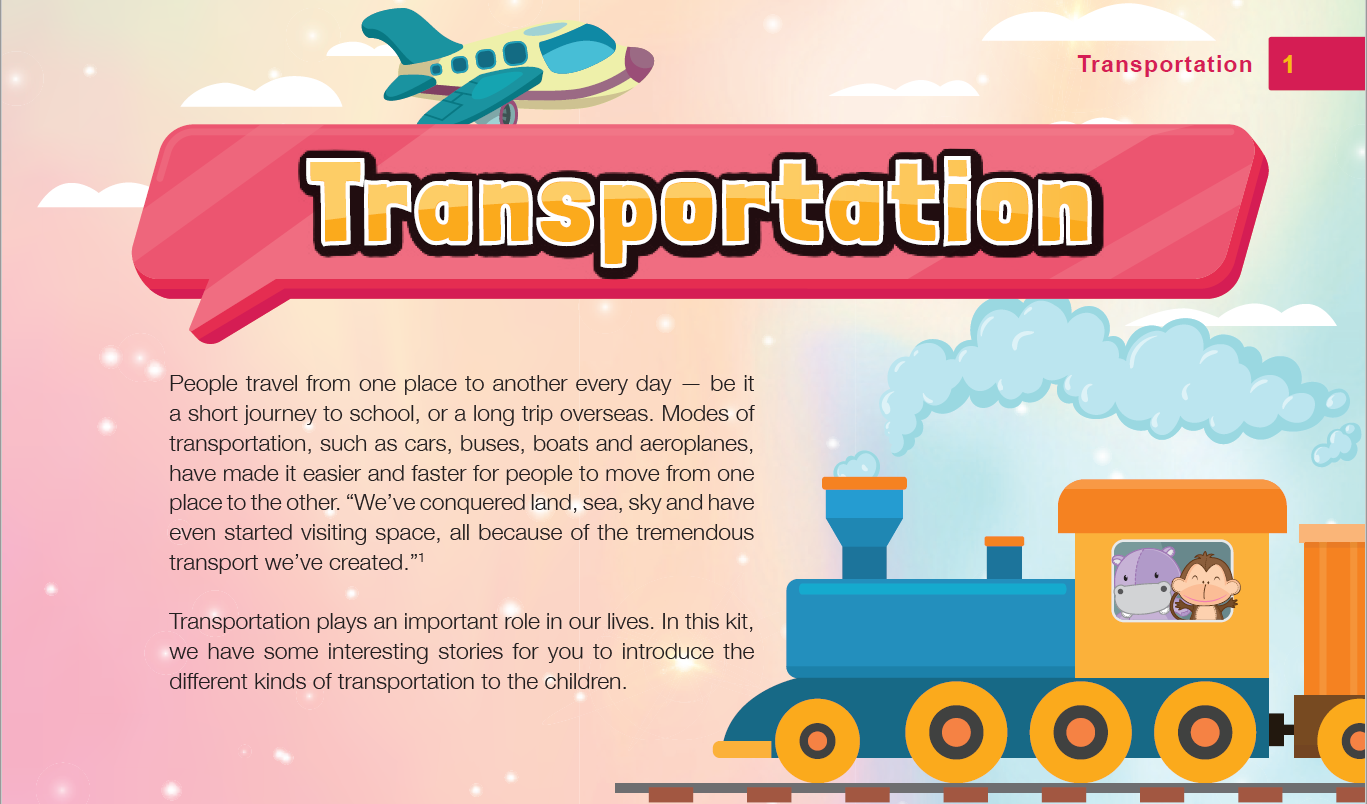 Transportation 1
Transportation
People travel from one place to another every day — be it
a short journey to school, or a long trip overseas. Modes of
transportation, such as cars, buses, boats and aeroplanes,
have made it easier and faster for people to move from one
place to the other. “We’ve conquered land, sea, sky and have
even started visiting space, all because of the tremendous
transport we’ve created.”¹
Transportation plays an important role in our lives. In this kit,
we have some interesting stories for you to introduce the
different kinds of transportation to the children.